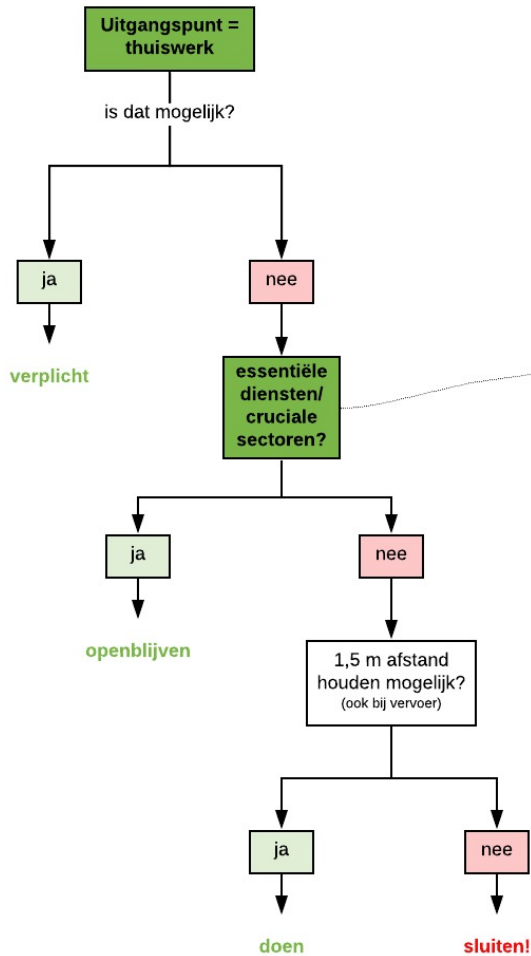 Uitgangspunt =
thuiswerk
is dat mogelijk?
ja
nee
verplicht
essentiële
diensten/
cruciale
sectoren?
ja
nee
openblijven
1,5 m afstand
houden mogelijk?
(ook bij vervoer)
ja
nee
doen
sluiten!